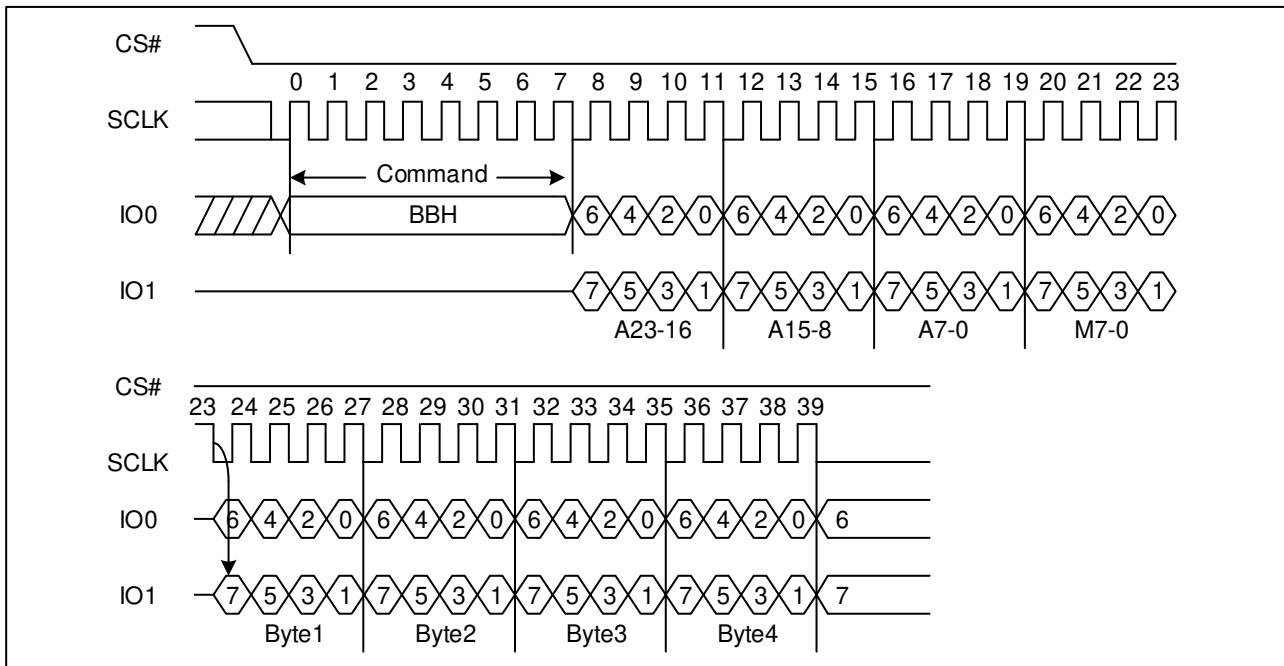 CS#
0 1 2 3 4 5 6 7 8 9 10 11 12 13 14 15 16 17 18 19 20 21 22 23
SCLK
Command
IO0 BBH 6 4 2 0 6 4 2 0 6 4 2 0 6 4 2 0
IO1 7 5 3 1 7 5 3 1 7 5 3 1 7 5 3 1
A23-16 A15-8 A7-0 M7-0
CS#
23 24 25 26 27 28 29 30 31 32 33 34 35 36 37 38 39
SCLK
IO0 6 4 2 0 6 4 2 0 6 4 2 0 6 4 2 0 6
IO1 7 5 3 1 7 5 3 1 7 5 3 1 7 5 3 1 7
Byte1 Byte2 Byte3 Byte4